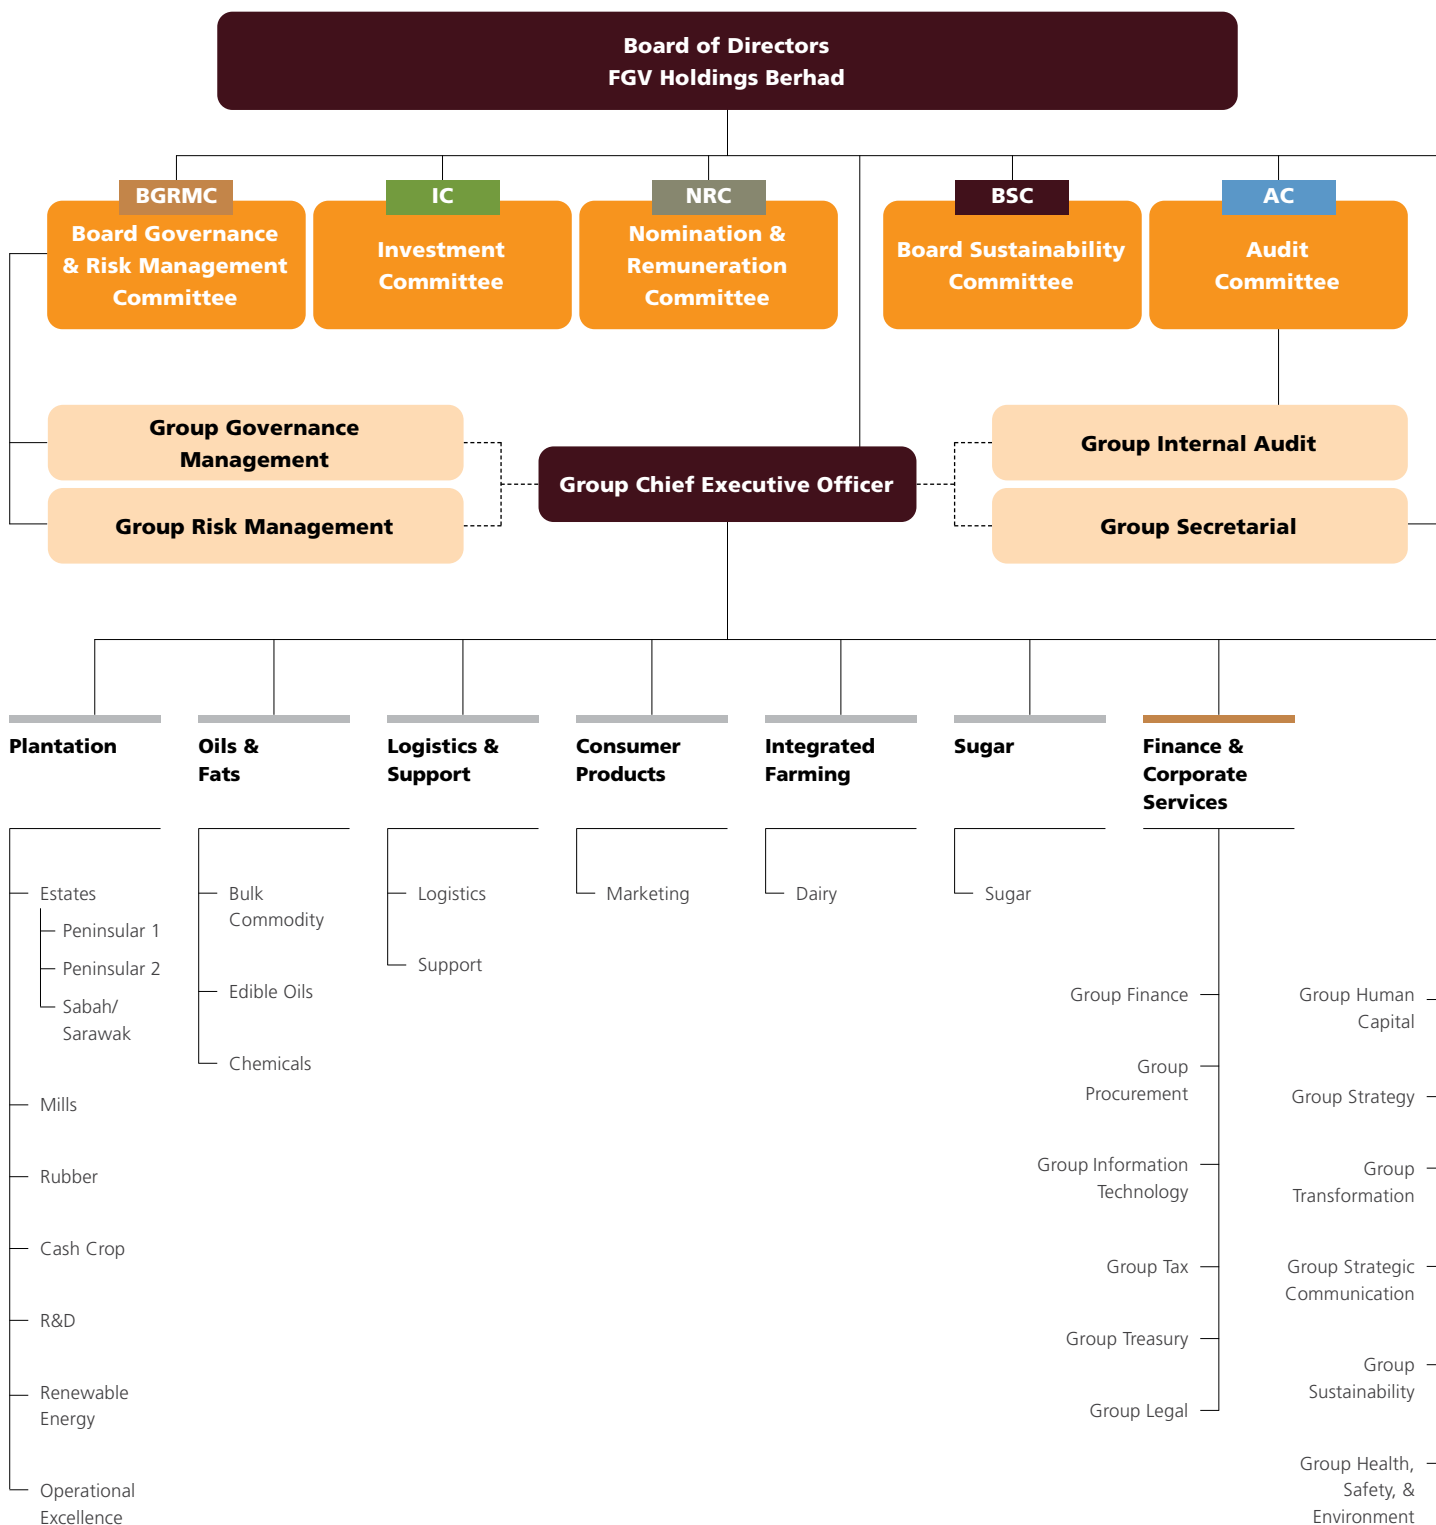 Board of Directors
FGV Holdings Berhad
BGRMC
Board Governance
& Risk Management
Committee
IC
Investment
Committee
NRC
Nomination &
Remuneration
Committee
BSC
Board Sustainability
Committee
AC
Audit
Committee
Group Governance
Management
Group Risk Management
Group Chief Executive Officer
Group Internal Audit
Group Secretarial
Plantation
Estates
Peninsular 1
Peninsular 2
Sabah/
Sarawak
Mills
Rubber
Cash Crop
R&D
Renewable
Energy
Operational
Excellence
Oils &
Fats
Bulk
Commodity
Edible Oils
Chemicals
Logistics &
Support
Logistics
Support
Consumer
Products
Marketing
Integrated
Farming
Dairy
Sugar
Sugar
Finance &
Corporate
Services
Group Finance
Group
Procurement
Group Information
Technology
Group Tax
Group Treasury
Group Legal
Group Human
Capital
Group Strategy
Group
Transformation
Group Strategic
Communication
Group
Sustainability
Group Health,
Safety, &
Environment